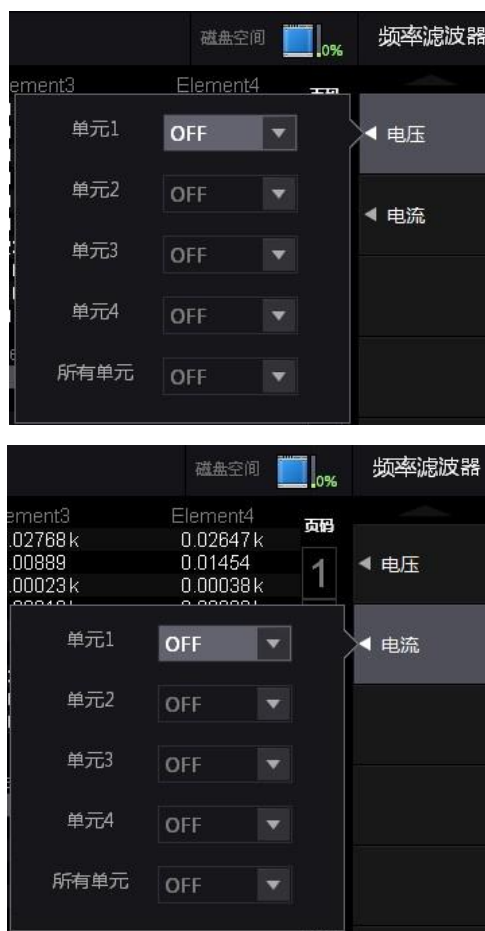 磁盘空间 0% 频率滤波器
ement3 Element4
单元1 OFF 电压
单元2 OFF
电流
单元3 OFF
单元4 OFF
所有单元 OFF
磁盘空间 0% 频率滤波器
ement3 Element4 页码
.02768 k 0.02647 k
.00889 0.01454 1 电压
.00023 k 0.00038 k
单元1 OFF 电流
单元2 OFF
单元3 OFF
单元4 OFF
所有单元 OFF